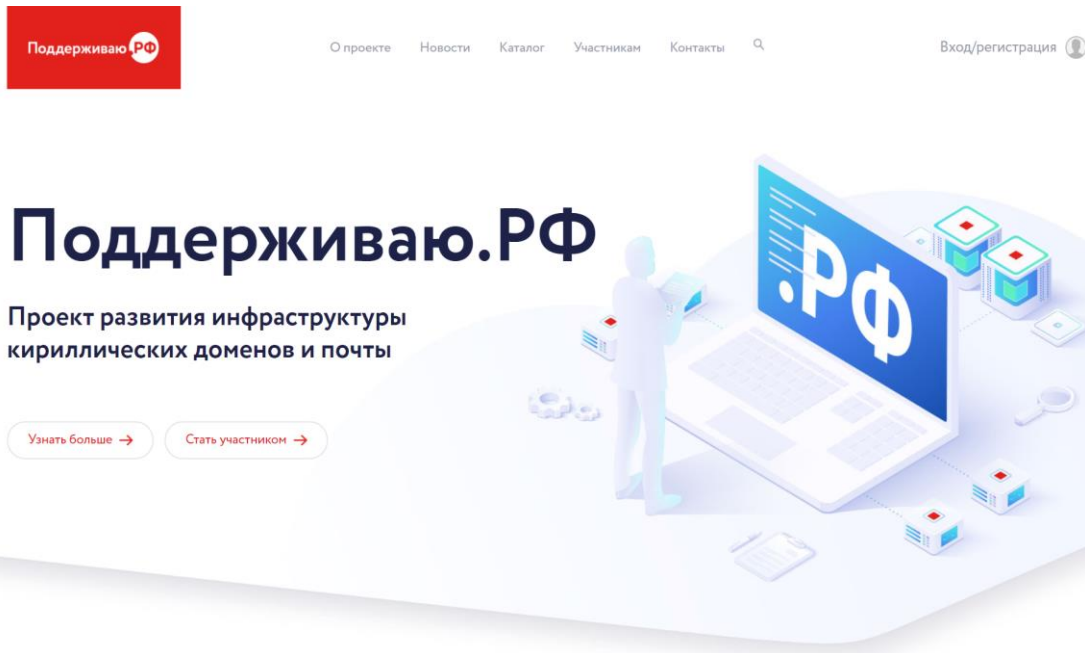 Поддерживаю.РФ
О проекте Новости Каталог Участникам Контакты Вход/регистрация
Поддерживаю.РФ
Проект развития инфраструктуры
кириллических доменов и почты
.РФ
Узнать больше → Стать участником →